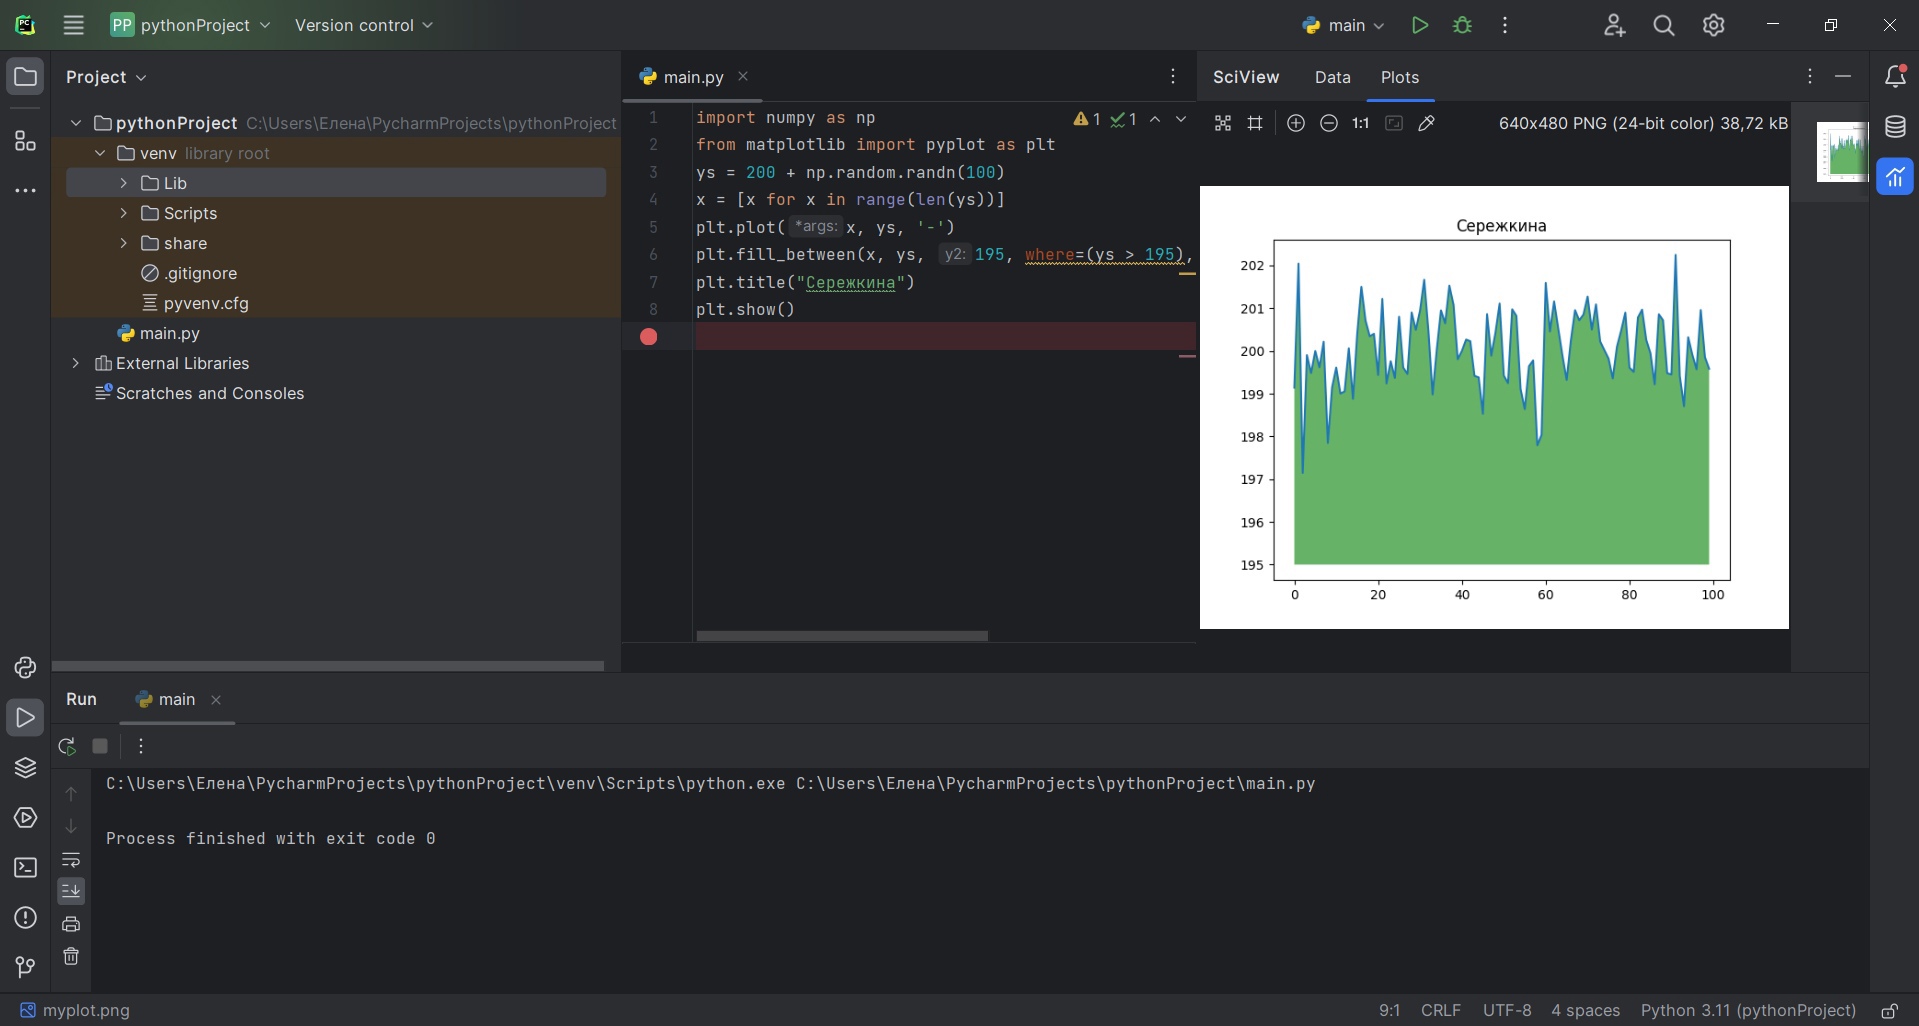 PP pythonProject Version control main
Project
pythonProject C:\Users\Елена\PycharmProjects\pythonProject
venv library root
Lib
Scripts
share
.gitignore
pyvenv.cfg
main.py
External Libraries
Scratches and Consoles
main.py
1 import numpy as np
2 from matplotlib import pyplot as plt
3 ys = 200 + np.random.randn(100)
4 x = [x for x in range(len(ys))]
5 plt.plot( *args: x, ys, '-')
6 plt.fill_between(x, ys, y2: 195, where=(ys > 195),
7 plt.title("Сережкина")
8 plt.show()
1 1
SciView Data Plots
1:1 640x480 PNG (24-bit color) 38,72 kB
Сережкина
202
201
200
199
198
197
196
195
0 20 40 60 80 100
Run main
C:\Users\Елена\PycharmProjects\pythonProject\venv\Scripts\python.exe C:\Users\Елена\PycharmProjects\pythonProject\main.py
Process finished with exit code 0
myplot.png 9:1 CRLF UTF-8 4 spaces Python 3.11 (pythonProject)